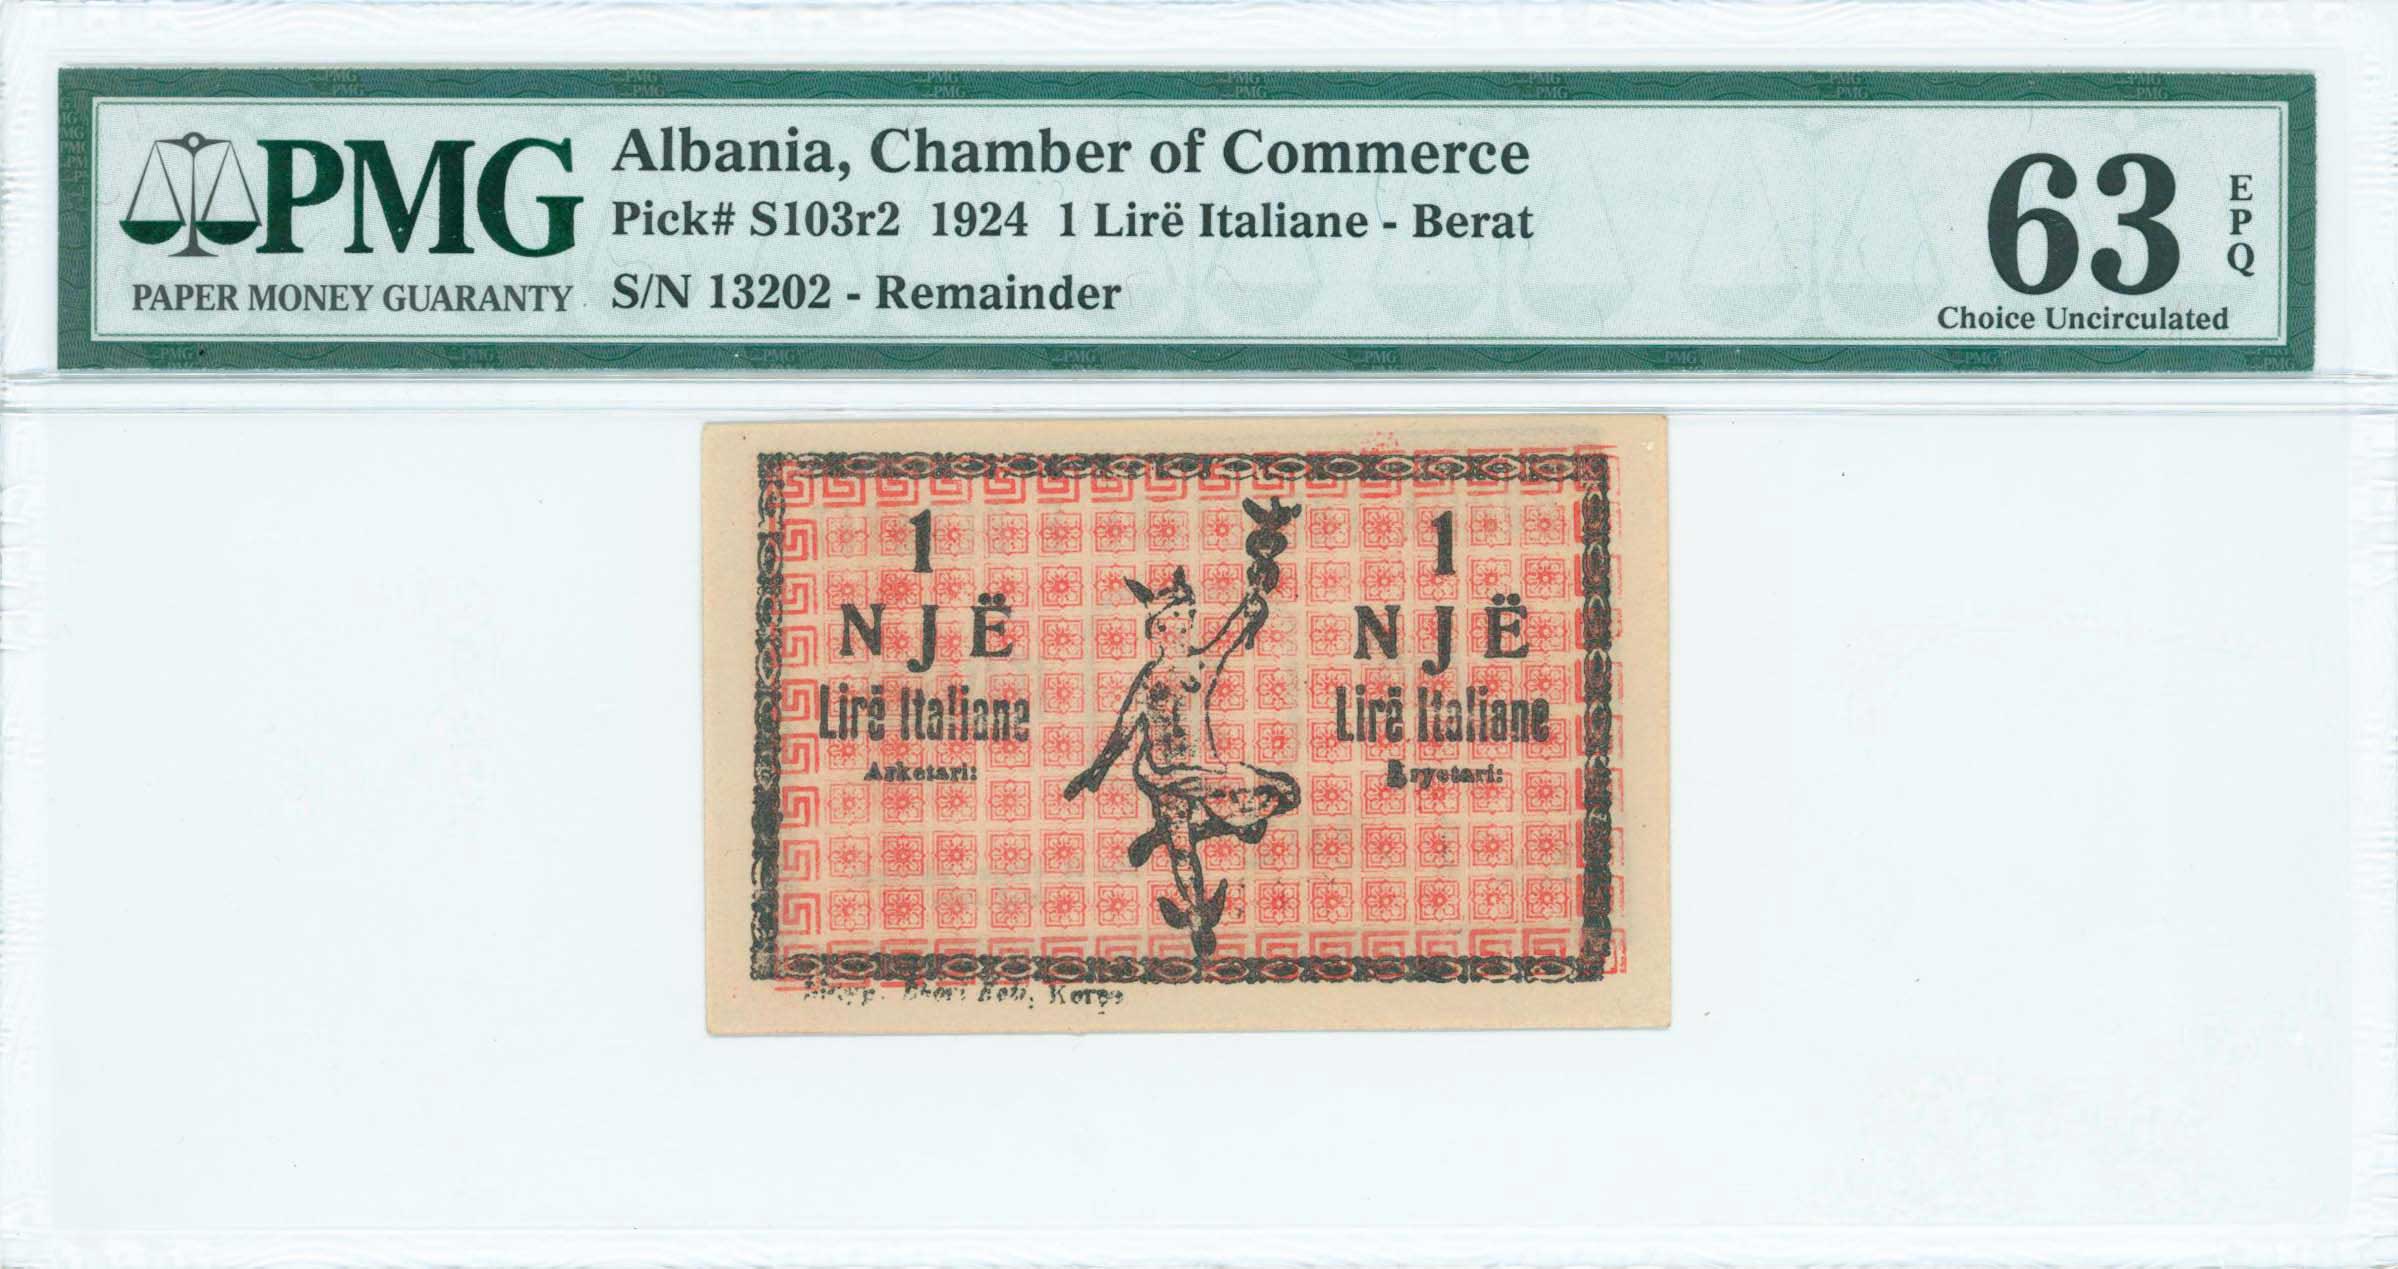 PMG
PAPER MONEY GUARANTY
Albania, Chamber of Commerce
Pick# S103r2 1924 1 Lirë Italiane - Berat
S/N 13202 - Remainder
63
EPQ
Choice Uncirculated
1
NJË
Lirë Italiane
Arketari:
1
NJË
Lirë Italiane
Kryetari:
Korçe